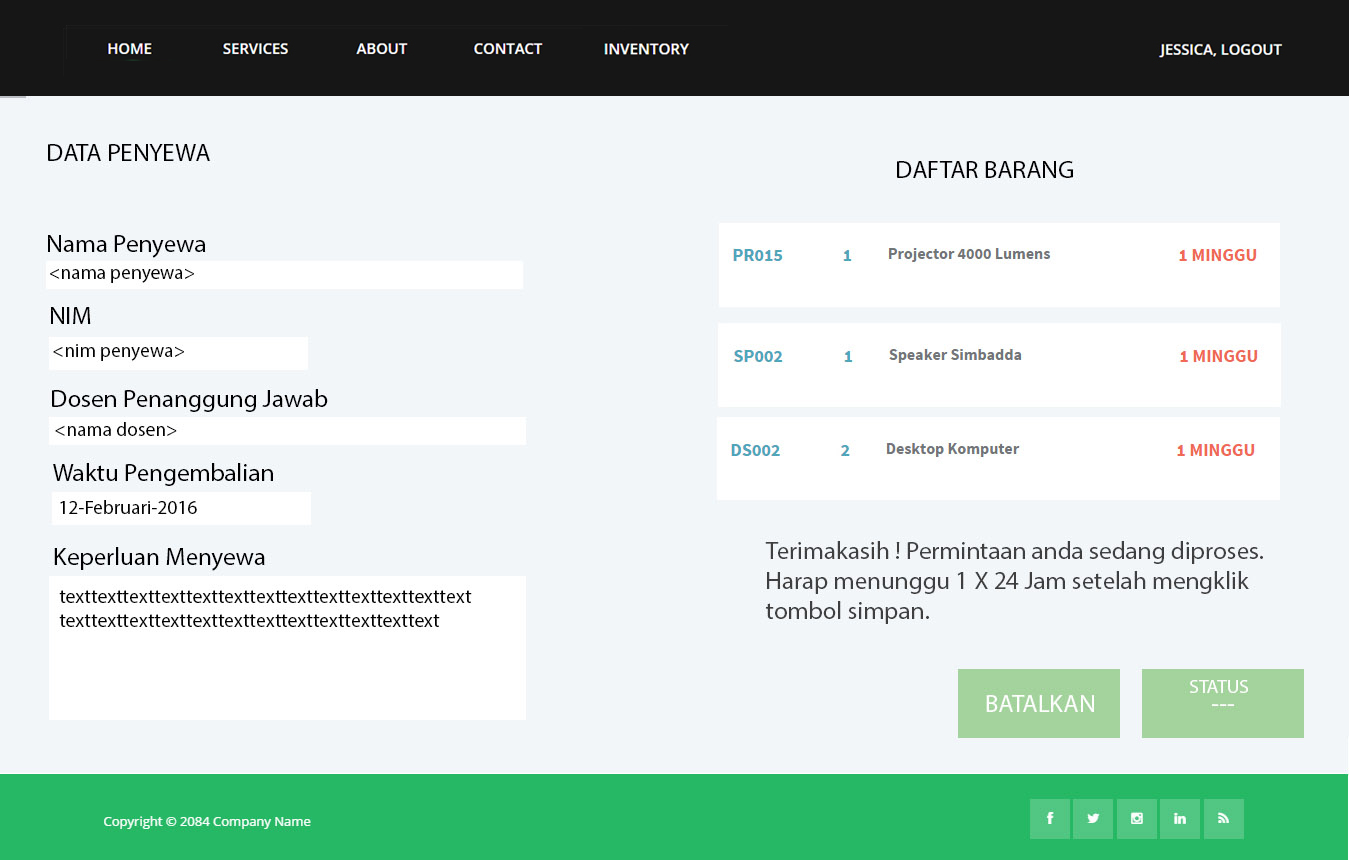 HOME SERVICES ABOUT CONTACT INVENTORY JESSICA, LOGOUT
DATA PENYEWA
Nama Penyewa
<nama penyewa>
NIM
<nim penyewa>
Dosen Penanggung Jawab
<nama dosen>
Waktu Pengembalian
12-Februari-2016
Keperluan Menyewa
texttexttexttexttexttexttexttexttexttexttexttexttext
texttexttexttexttexttexttexttexttexttexttexttext
DAFTAR BARANG
PR015 1 Projector 4000 Lumens 1 MINGGU
SP002 1 Speaker Simbadda 1 MINGGU
DS002 2 Desktop Komputer 1 MINGGU
Terimakasih ! Permintaan anda sedang diproses.
Harap menunggu 1 X 24 Jam setelah mengklik
tombol simpan.
BATALKAN
STATUS
---
Copyright © 2084 Company Name